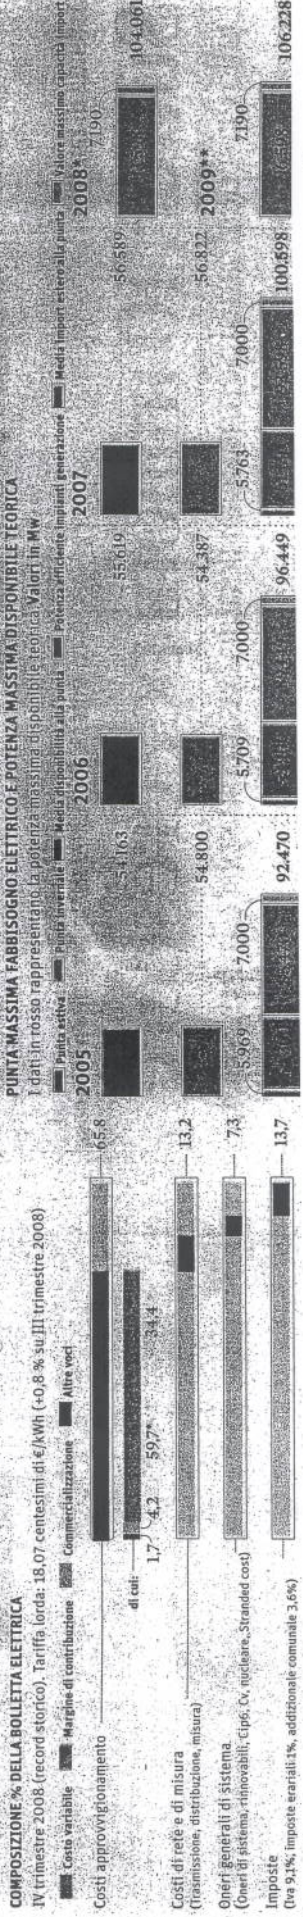 COMPOSIZIONE % DELLA BOLLETTA ELETTRICA
IV trimestre 2008 (record storico). Tariffa lorda: 18,07 centesimi di €/kWh (+0,8 % su III trimestre 2008)
Costo variabile Margine di contribuzione Commercializzazione Altre voci
Costi approvvigionamento 65,8
di cui:
1,7 4,2 59,7* 34,4
Costi di rete e di misura 13,2
(Trasmissione, distribuzione, misura)
Oneri generali di sistema 7,3
(Oneri di sistema, rinnovabili, Cip6, Cv, nucleare, Stranded cost)
Imposte 13,7
(Iva 9,1%, imposte erariali 1%, addizionale comunale 3,6%)
PUNTA MASSIMA FABBISOGNO ELETTRICO E POTENZA MASSIMA DISPONIBILE TEORICA
I dati in rosso rappresentano la potenza massima disponibile teorica Valori in Mw
Punta estiva Punta invernale Media disponibilità alla punta Potenza efficiente impianti generazione Media import estero alla punta Valore massimo capacità import
2005
54.163
54.800
5.969 7.000
92.470
2006
55.619
54.387
5.709 7.000
96.449
2007
56.589
56.822
5.763 7.000
100.598
2008*
7.190
104.061
2009**
7.190
106.228